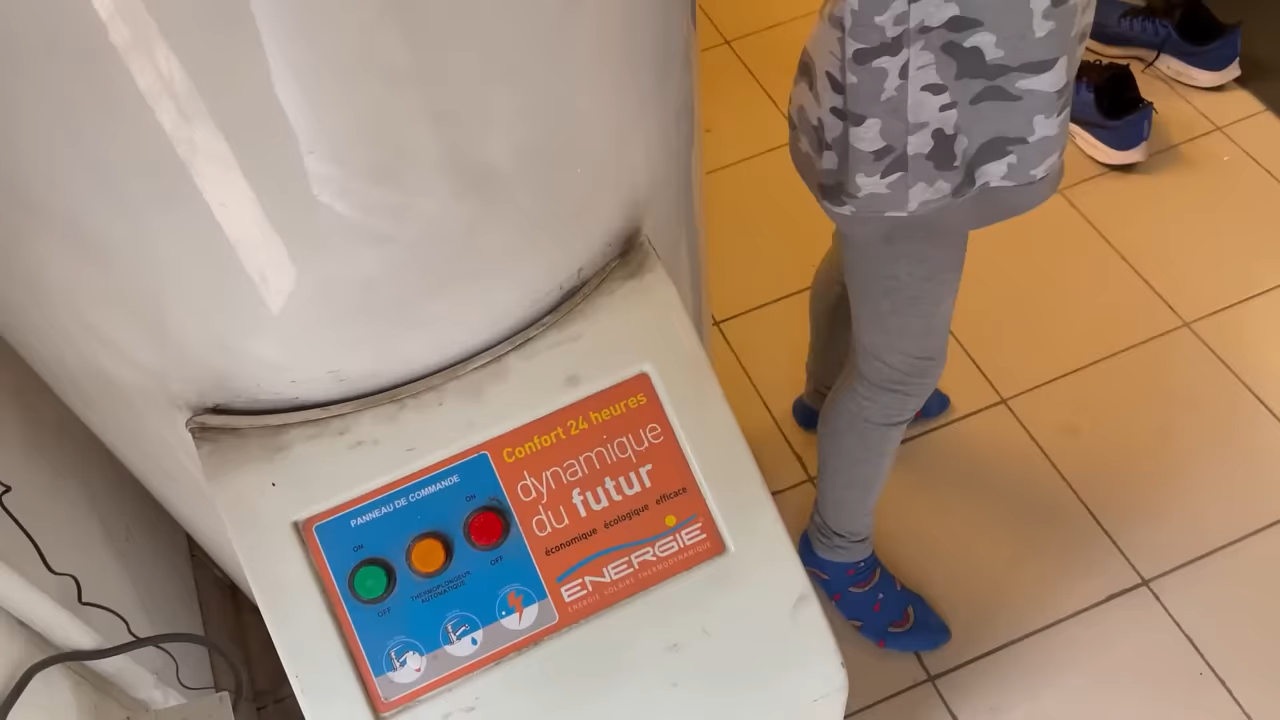 Confort 24 heures
dynamique
du futur
économique écologique efficace
ENERGIE
ENERGIE SOLAIRE THERMODYNAMIQUE
PANNEAU DE COMMANDE
ON
OFF
THERMOPLONGEUR
AUTOMATIQUE
ON
OFF